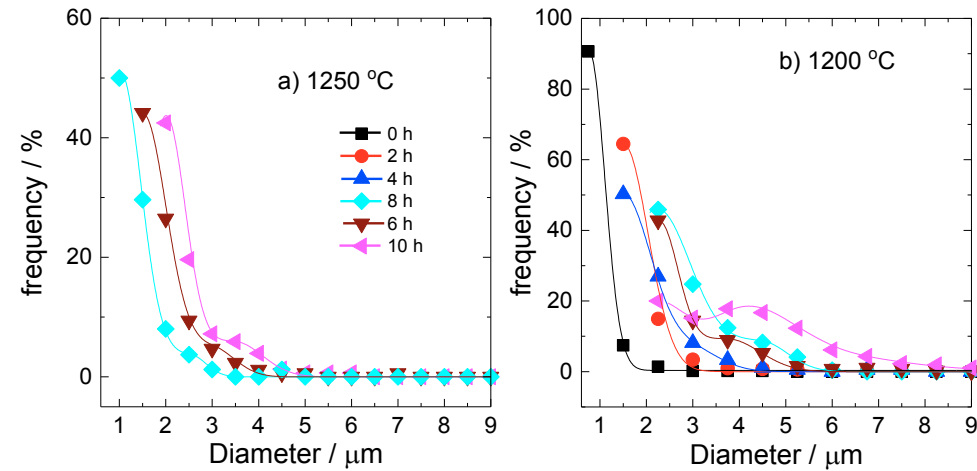 a) 1250 °C
frequency / %
60
40
20
0
0 h
2 h
4 h
8 h
6 h
10 h
1 2 3 4 5 6 7 8 9
Diameter / μm
b) 1200 °C
frequency / %
100
80
60
40
20
0
1 2 3 4 5 6 7 8 9
Diameter / μm